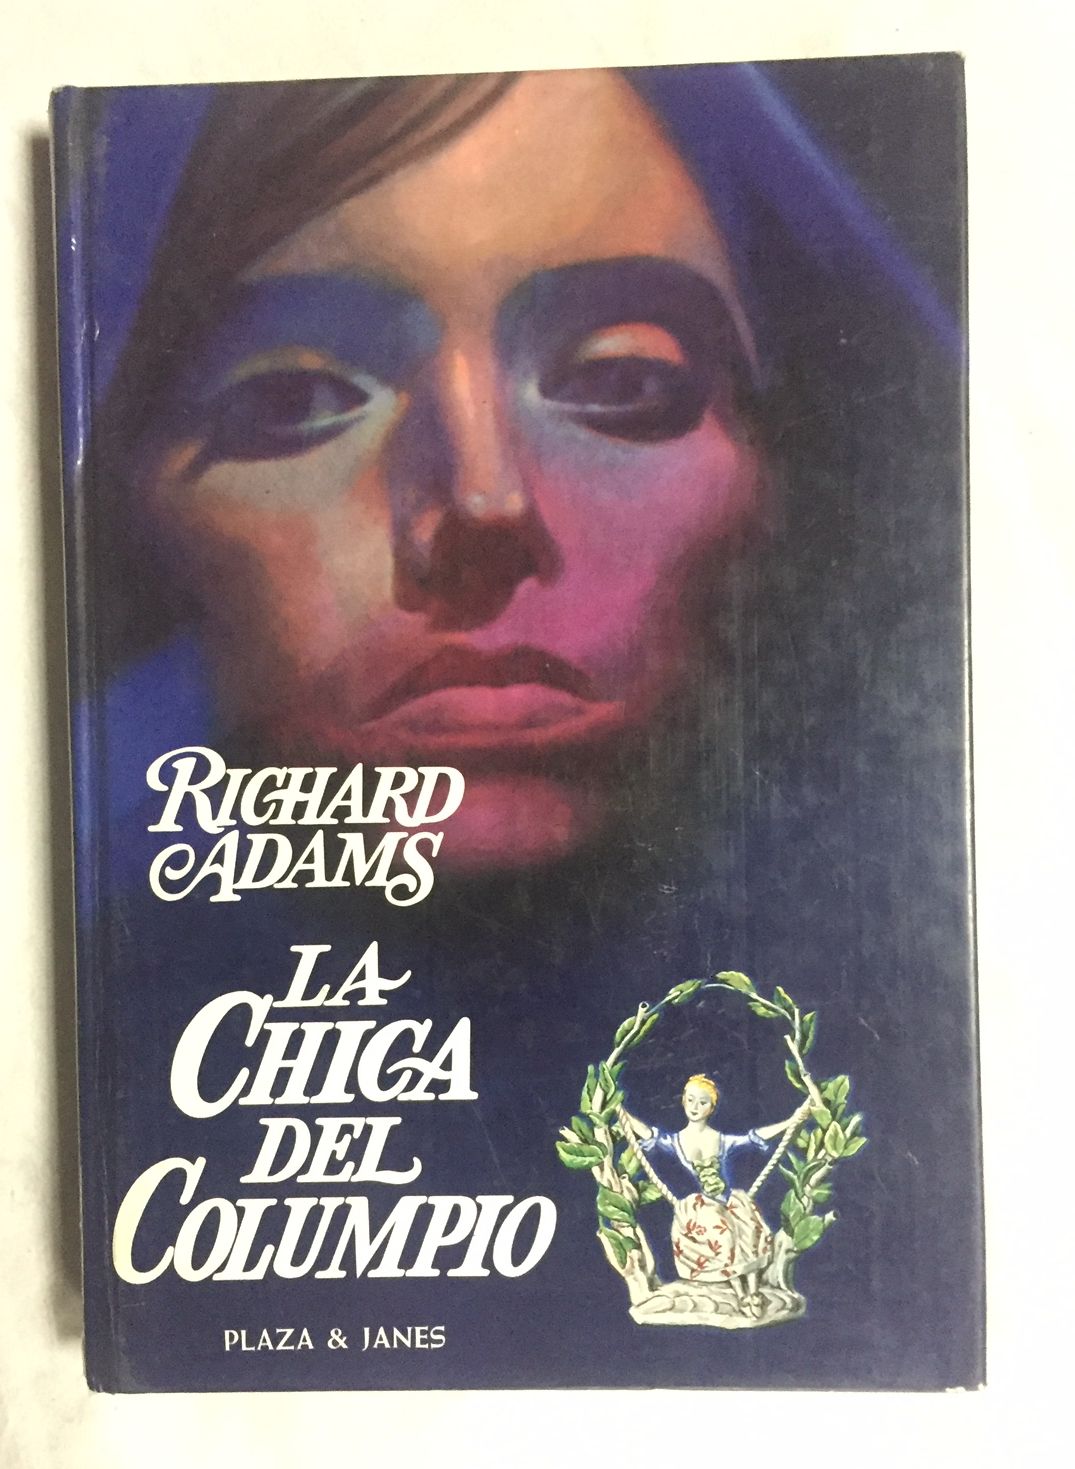 RICHARD
ADAMS
LA
CHICA
DEL
COLUMPIO
PLAZA & JANES